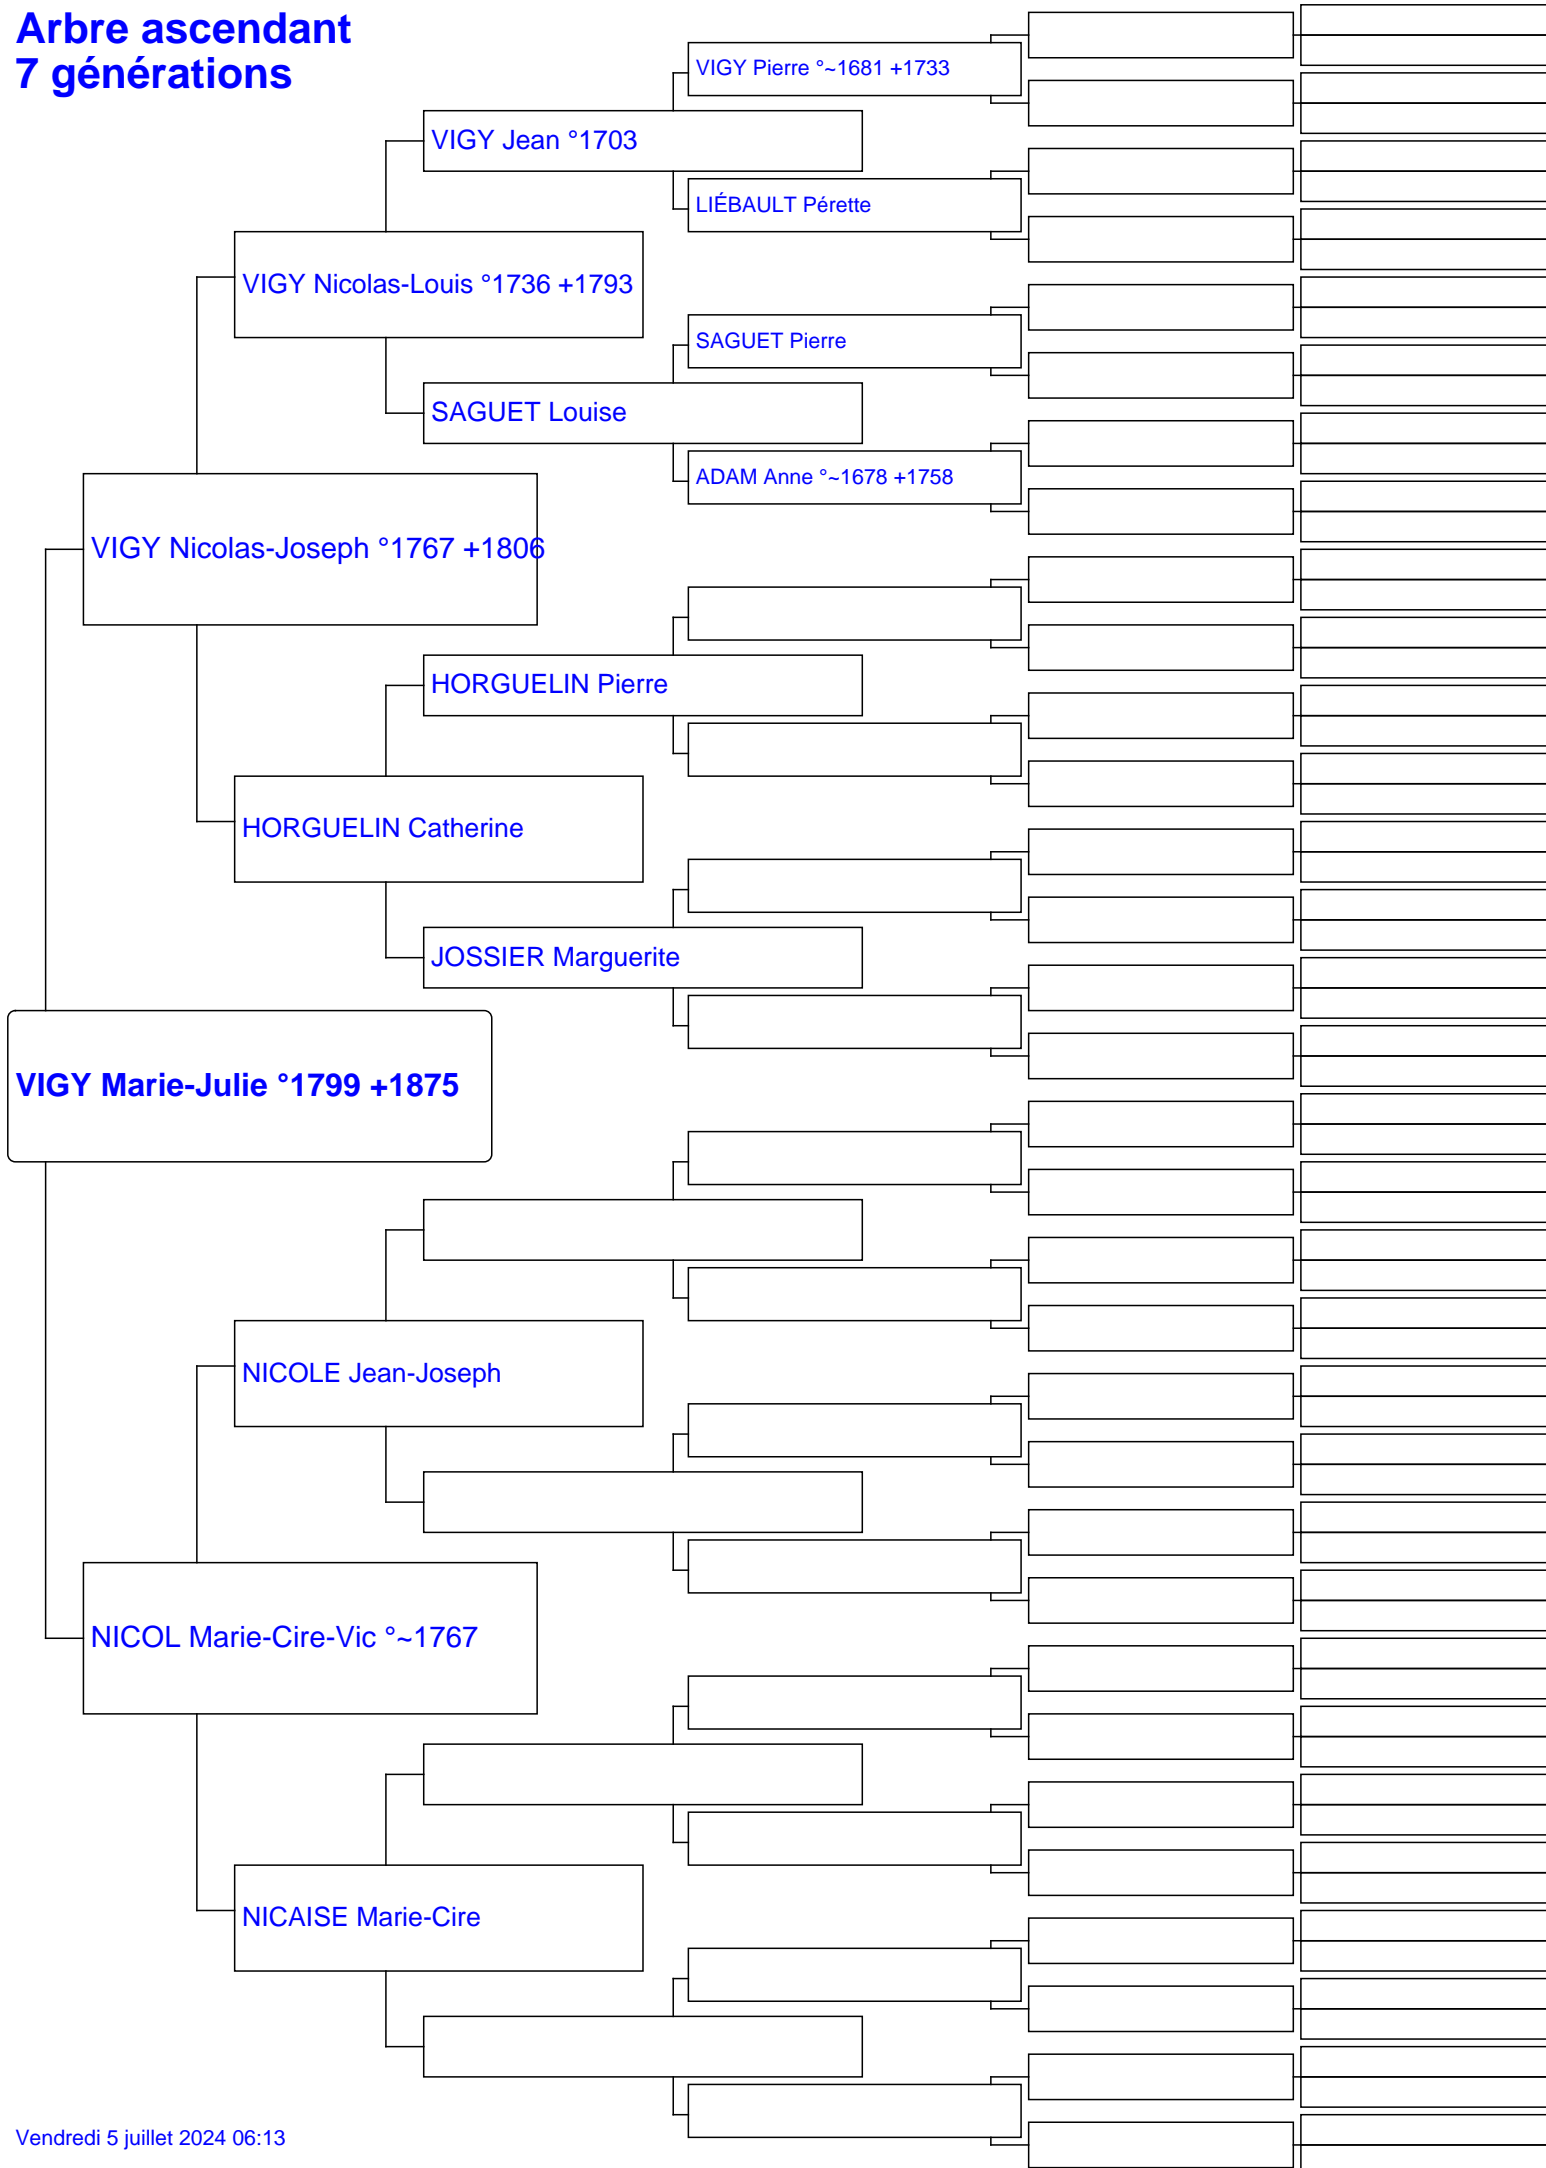 Arbre ascendant
7 générations
VIGY Pierre °~1681 +1733
VIGY Jean °1703
LIÉBAULT Pérette
VIGY Nicolas-Louis °1736 +1793
SAGUET Pierre
SAGUET Louise
ADAM Anne °~1678 +1758
VIGY Nicolas-Joseph °1767 +1806
HORGUELIN Pierre
HORGUELIN Catherine
JOSSIER Marguerite
VIGY Marie-Julie °1799 +1875
NICOLE Jean-Joseph
NICOL Marie-Cire-Vic °~1767
NICAISE Marie-Cire
Vendredi 5 juillet 2024 06:13